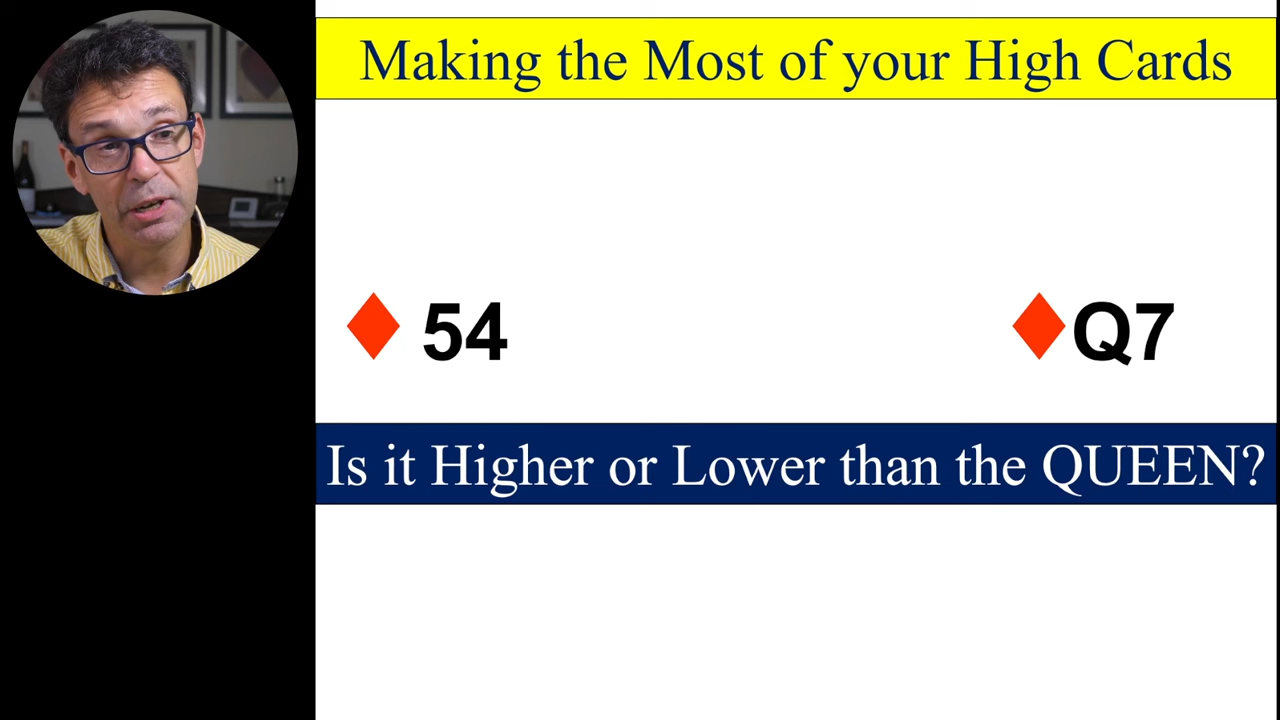 Making the Most of your High Cards
♦ 54 ♦Q7
Is it Higher or Lower than the QUEEN?